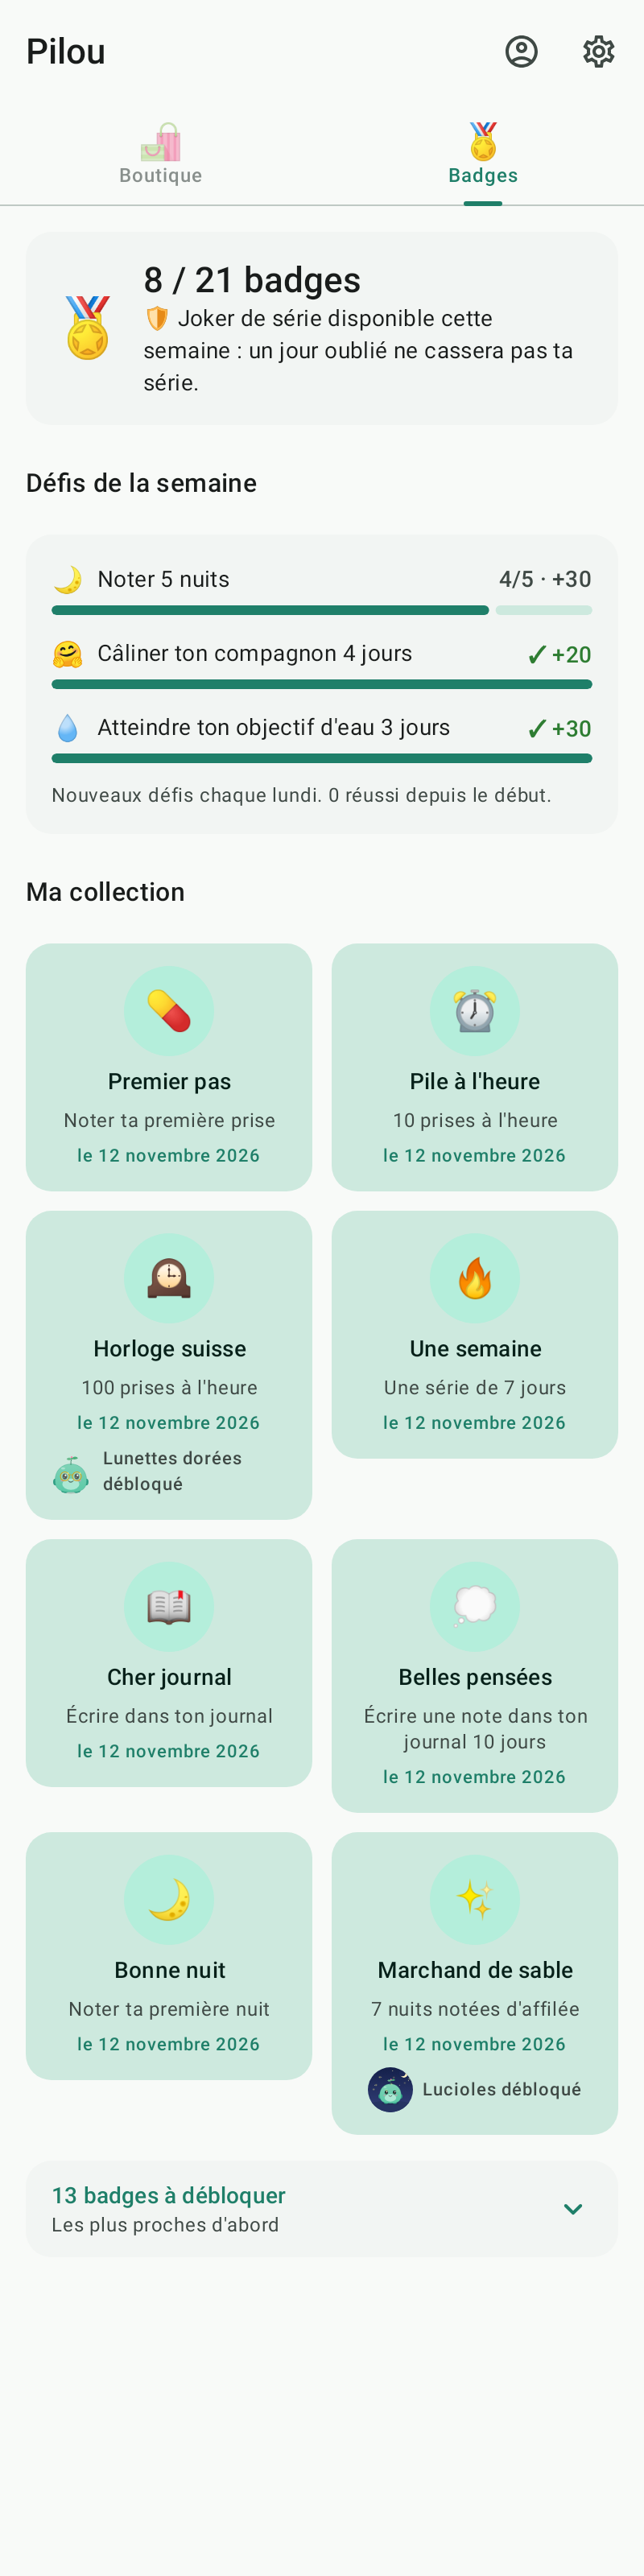 Pilou
Boutique
Badges
8 / 21 badges
🛡️ Joker de série disponible cette
semaine : un jour oublié ne cassera pas ta
série.
Défis de la semaine
Noter 5 nuits
4/5 · +30
Câliner ton compagnon 4 jours
✓ +20
Atteindre ton objectif d'eau 3 jours
✓ +30
Nouveaux défis chaque lundi. 0 réussi depuis le début.
Ma collection
Premier pas
Noter ta première prise
le 12 novembre 2026
Pile à l'heure
10 prises à l'heure
le 12 novembre 2026
Horloge suisse
100 prises à l'heure
le 12 novembre 2026
Lunettes dorées
débloqué
Une semaine
Une série de 7 jours
le 12 novembre 2026
Cher journal
Écrire dans ton journal
le 12 novembre 2026
Belles pensées
Écrire une note dans ton
journal 10 jours
le 12 novembre 2026
Bonne nuit
Noter ta première nuit
le 12 novembre 2026
Marchand de sable
7 nuits notées d'affilée
le 12 novembre 2026
Lucioles débloqué
13 badges à débloquer
Les plus proches d'abord